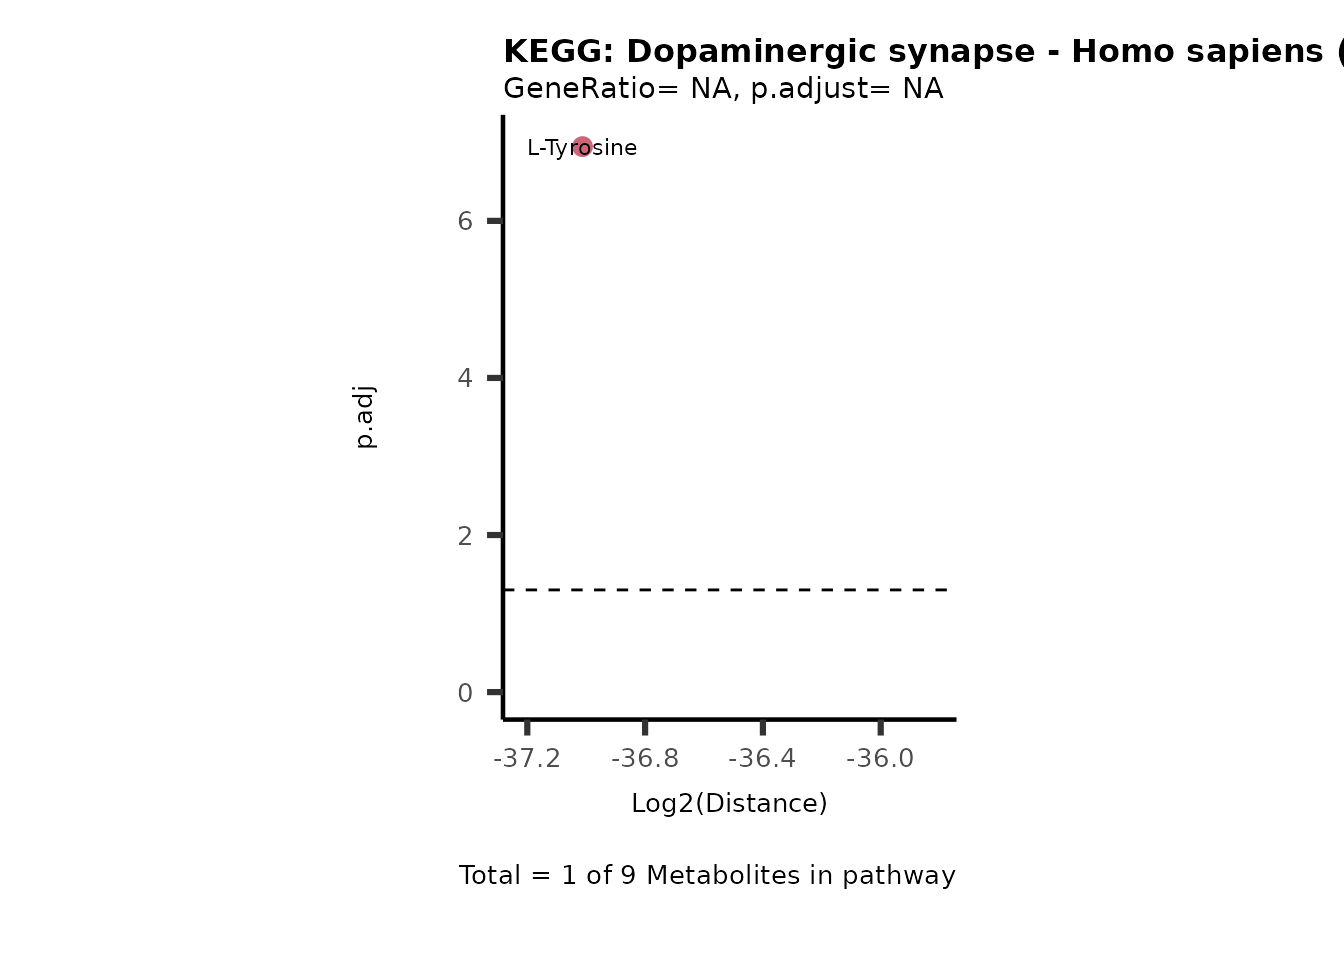 KEGG: Dopaminergic synapse - Homo sapiens (
GeneRatio= NA, p.adjust= NA
L-Tyrosine
6
4
2
0
p.adj
-37.2 -36.8 -36.4 -36.0
Log2(Distance)
Total = 1 of 9 Metabolites in pathway